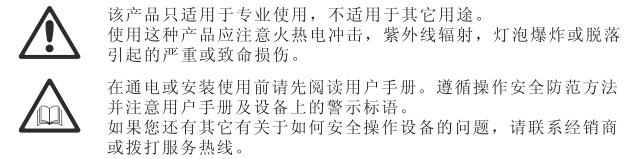 该产品只适用于专业使用，不适用于其它用途。
使用这种产品应注意火热电冲击，紫外线辐射，灯泡爆炸或脱落
引起的严重或致命损伤。
在通电或安装使用前请先阅读用户手册。遵循操作安全防范方法
并注意用户手册及设备上的警示标语。
如果您还有其它有关于如何安全操作设备的问题，请联系经销商
或拨打服务热线。